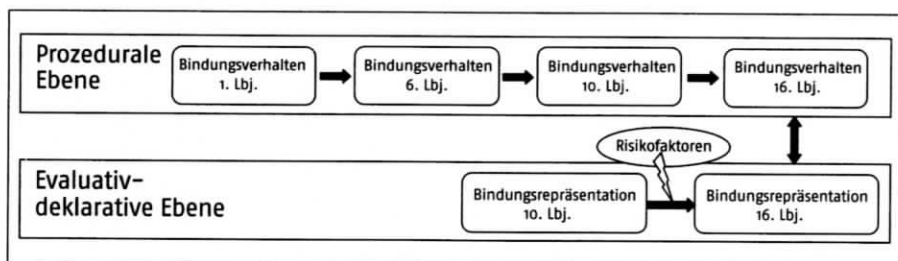 Prozedurale
Ebene
Bindungsverhalten
1. Lbj.
Bindungsverhalten
6. Lbj.
Bindungsverhalten
10. Lbj.
Bindungsverhalten
16. Lbj.
Risikofaktoren
Evaluativ-
deklarative Ebene
Bindungsrepräsentation
10. Lbj.
Bindungsrepräsentation
16. Lbj.